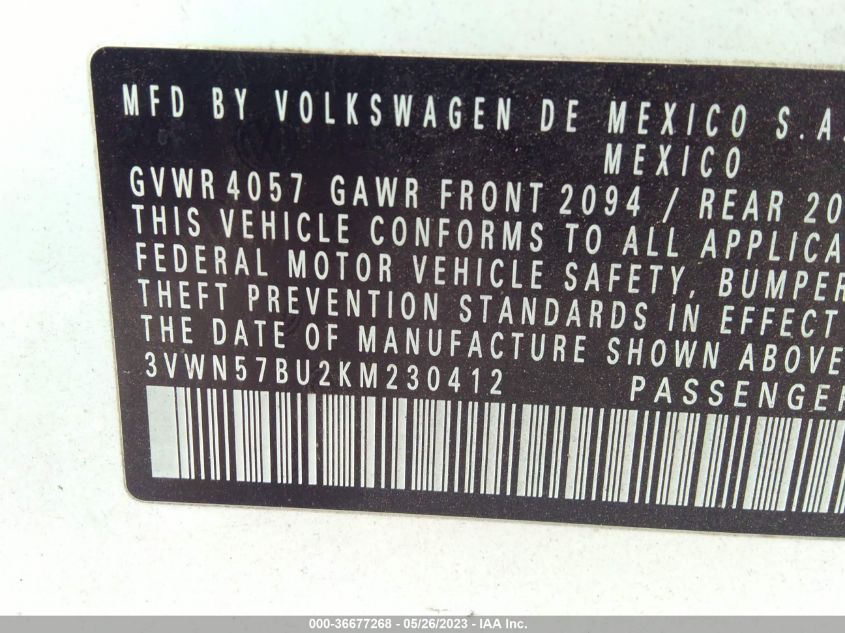 MFD BY VOLKSWAGEN DE MEXICO S.A.
MEXICO
GVWR 4057 GAWR FRONT 2094 / REAR 20
THIS VEHICLE CONFORMS TO ALL APPLICA
FEDERAL MOTOR VEHICLE SAFETY, BUMPER
THEFT PREVENTION STANDARDS IN EFFECT
THE DATE OF MANUFACTURE SHOWN ABOVE
3VWN57BU2KM230412 PASSENGER
000-36677268 - 05/26/2023 - IAA Inc.